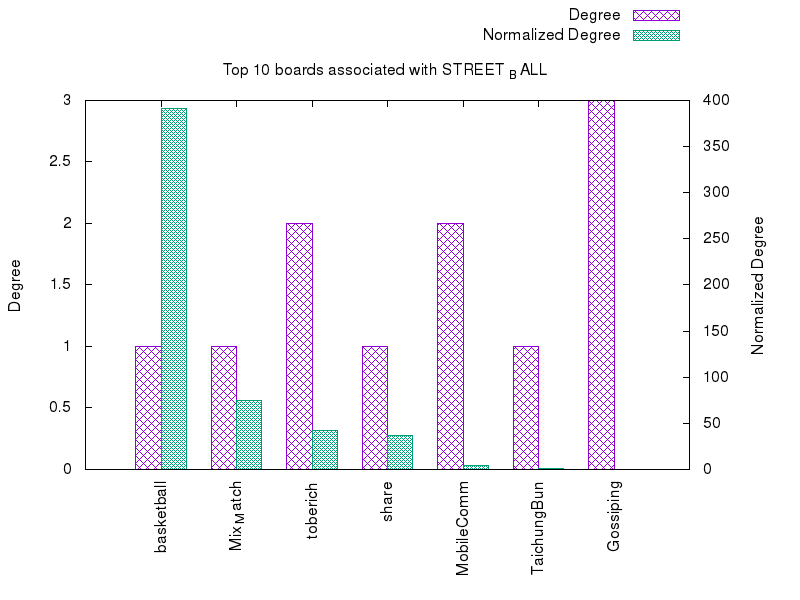 Degree
Normalized Degree
Top 10 boards associated with STREET B ALL
3
2.5
2
1.5
1
0.5
0
400
350
300
250
200
150
100
50
0
Degree
Normalized Degree
basketball
MixMatch
toberich
share
MobileComm
TaichungBun
Gossiping